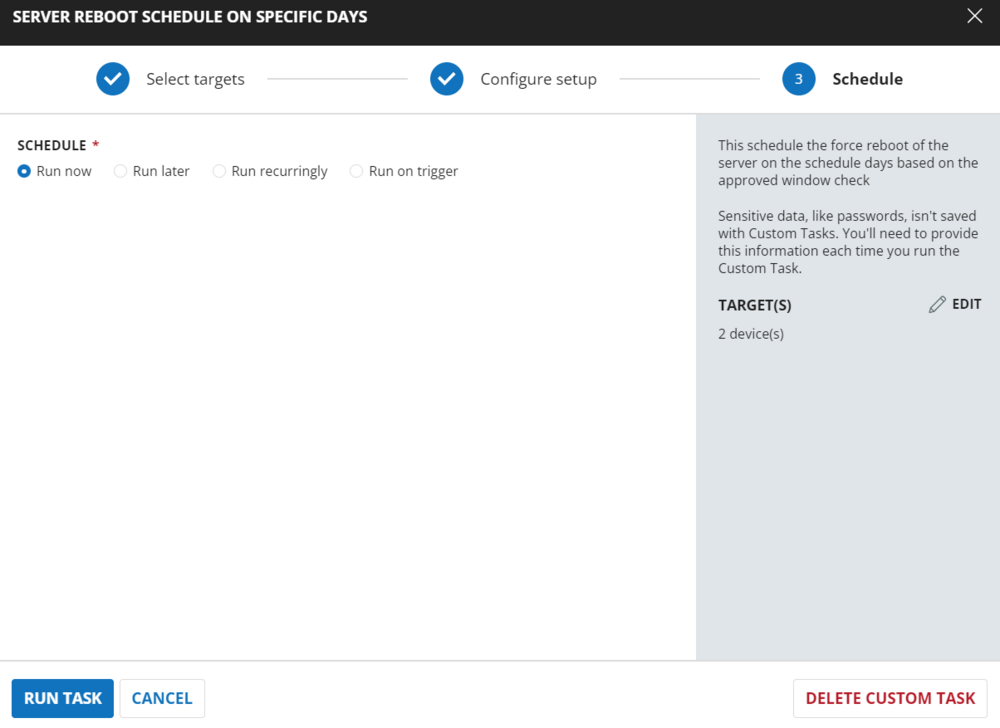 SERVER REBOOT SCHEDULE ON SPECIFIC DAYS
Select targets
Configure setup
3 Schedule
SCHEDULE *
Run now Run later Run recurringly Run on trigger
This schedule the force reboot of the
server on the schedule days based on the
approved window check
Sensitive data, like passwords, isn't saved
with Custom Tasks. You'll need to provide
this information each time you run the
Custom Task.
TARGET(S) EDIT
2 device(s)
RUN TASK CANCEL DELETE CUSTOM TASK